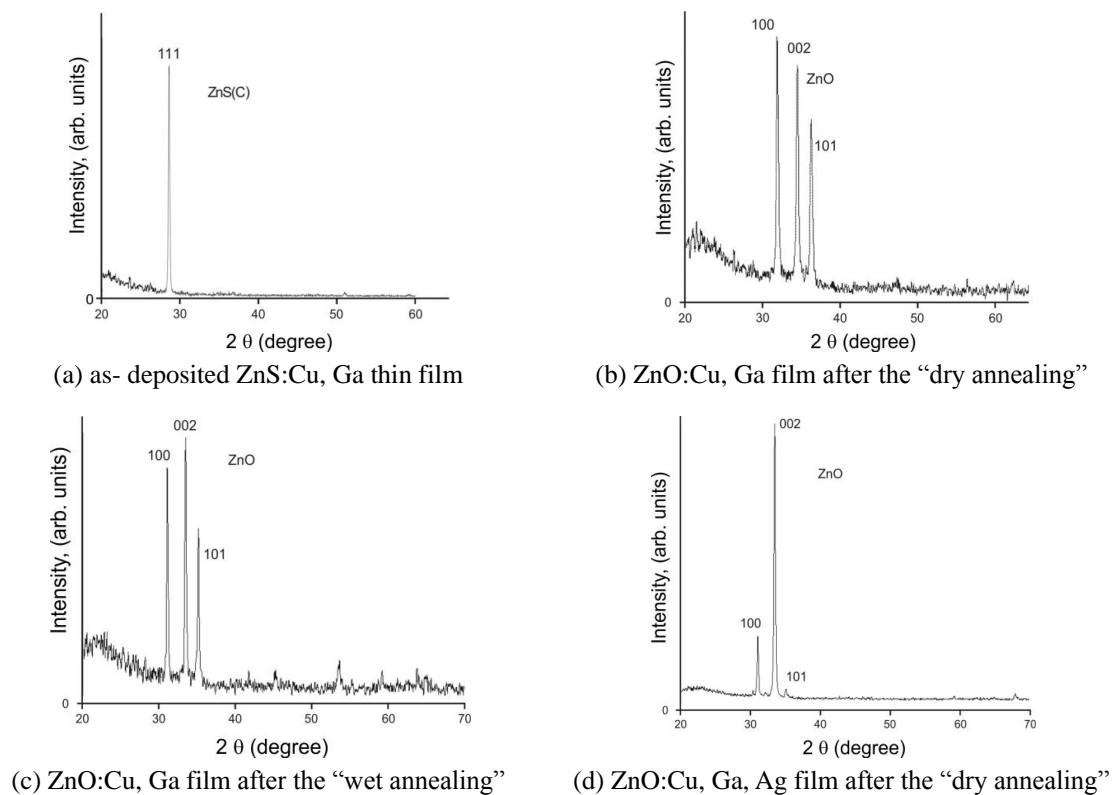 111
ZnS(C)
Intensity, (arb. units)
0
20 30 40 50 60
2 θ (degree)
(a) as- deposited ZnS:Cu, Ga thin film
100
002
ZnO
101
Intensity, (arb. units)
0
20 30 40 50 60
2 θ (degree)
(b) ZnO:Cu, Ga film after the “dry annealing”
002
100
ZnO
101
Intensity, (arb. units)
0
20 30 40 50 60 70
2 θ (degree)
(c) ZnO:Cu, Ga film after the “wet annealing”
002
ZnO
100
101
Intensity, (arb. units)
0
20 30 40 50 60 70
2 θ (degree)
(d) ZnO:Cu, Ga, Ag film after the “dry annealing”